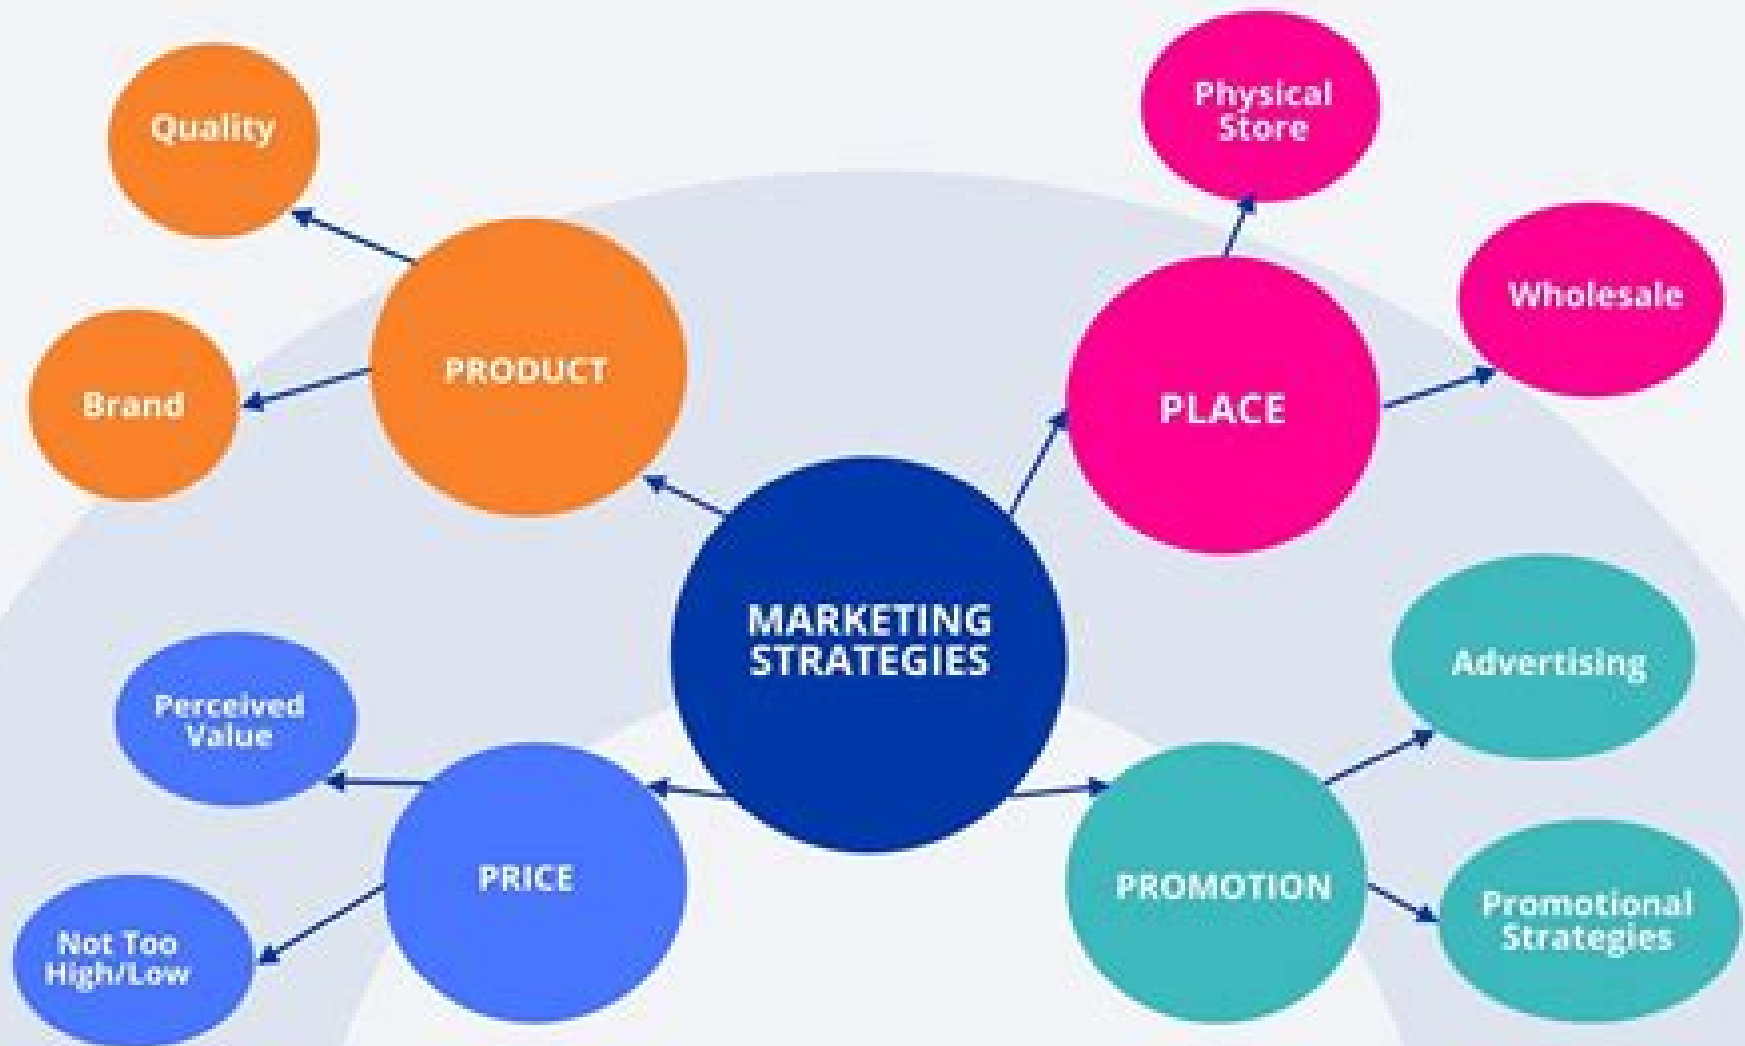 Quality
Brand
PRODUCT
Physical
Store
Wholesale
PLACE
MARKETING
STRATEGIES
Perceived
Value
Not Too
High/Low
PRICE
Advertising
PROMOTION
Promotional
Strategies